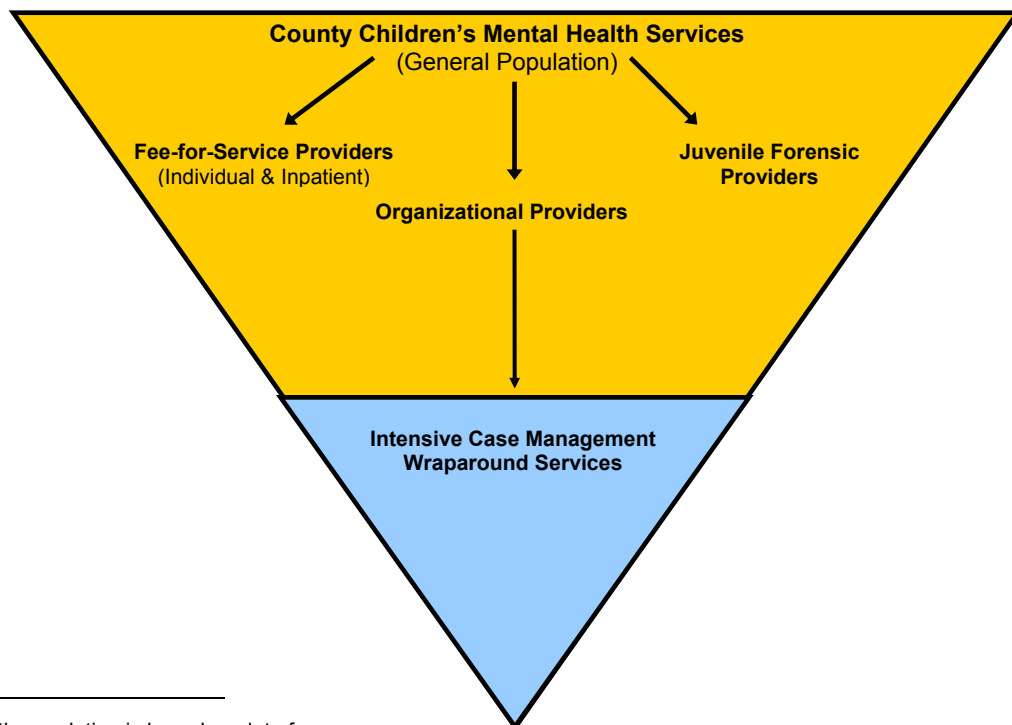 County Children's Mental Health Services
(General Population)
Fee-for-Service Providers
(Individual & Inpatient)
Juvenile Forensic
Providers
Organizational Providers
Intensive Case Management
Wraparound Services